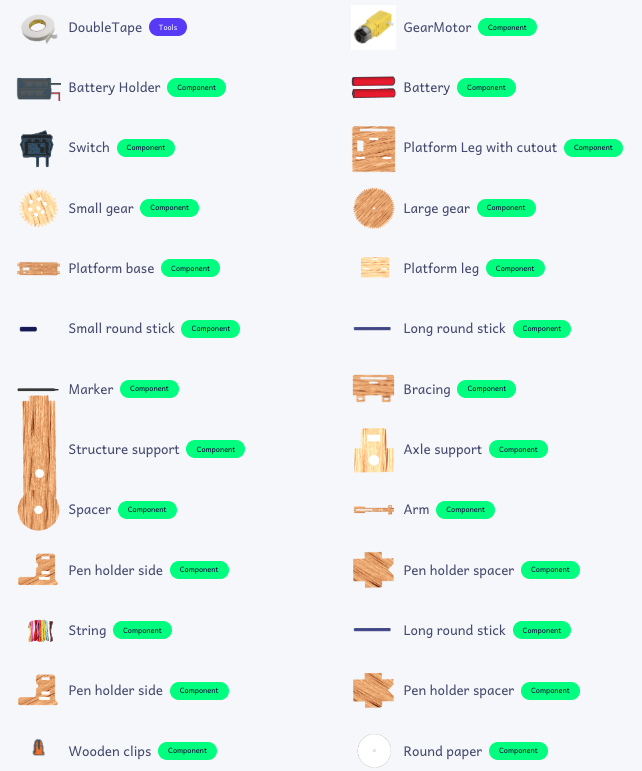 DoubleTape Tools
GearMotor Component
Battery Holder Component
Battery Component
Switch Component
Platform Leg with cutout Component
Small gear Component
Large gear Component
Platform base Component
Platform leg Component
Small round stick Component
Long round stick Component
Marker Component
Bracing Component
Structure support Component
Axle support Component
Spacer Component
Arm Component
Pen holder side Component
Pen holder spacer Component
String Component
Long round stick Component
Pen holder side Component
Pen holder spacer Component
Wooden clips Component
Round paper Component